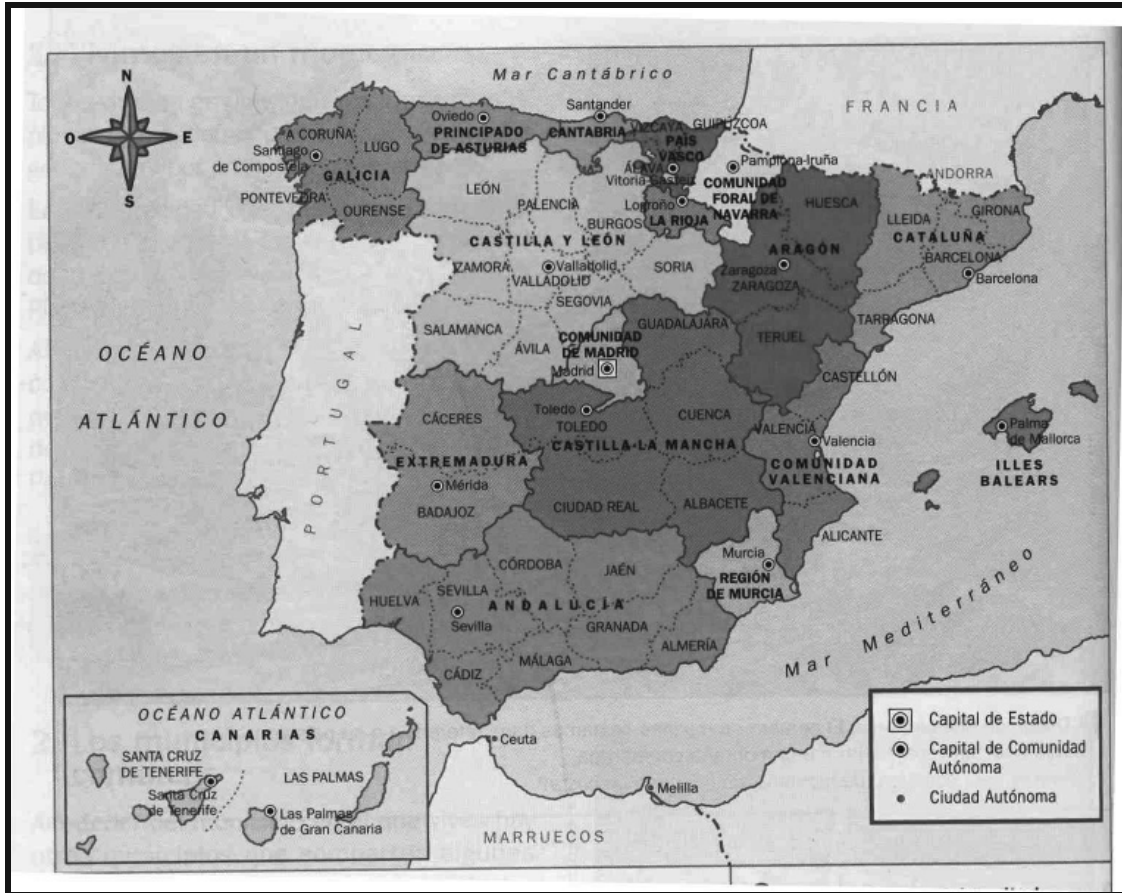 Mar Cantábrico
N
O
E
S
FRANCIA
ANDORRA
OCÉANO
ATLÁNTICO
PORTUGAL
A CORUÑA
LUGO
Santiago
de Compostela
GALICIA
PONTEVEDRA
OURENSE
Oviedo
PRINCIPADO
DE ASTURIAS
Santander
CANTABRIA
VIZCAYA
GUIPÚZCOA
PAÍS
VASCO
ÁLAVA
Vitoria-Gasteiz
Pamplona-Iruña
COMUNIDAD
FORAL DE
NAVARRA
Logroño
LA RIOJA
LEÓN
PALENCIA
BURGOS
CASTILLA Y LEÓN
ZAMORA
Valladolid
VALLADOLID
SORIA
SEGOVIA
SALAMANCA
ÁVILA
HUESCA
ARAGÓN
Zaragoza
ZARAGOZA
TERUEL
LLEIDA
GIRONA
CATALUÑA
BARCELONA
Barcelona
TARRAGONA
COMUNIDAD
DE MADRID
Madrid
GUADALAJARA
Toledo
TOLEDO
CUENCA
CASTILLA-LA MANCHA
CIUDAD REAL
ALBACETE
CÁCERES
EXTREMADURA
Mérida
BADAJOZ
CASTELLÓN
VALENCIA
Valencia
COMUNIDAD
VALENCIANA
ALICANTE
Palma
de Mallorca
ILLES
BALEARS
Murcia
REGIÓN
DE MURCIA
CÓRDOBA
JAÉN
HUELVA
SEVILLA
Sevilla
ANDALUCÍA
GRANADA
ALMERÍA
MÁLAGA
CÁDIZ
Mar Mediterráneo
Ceuta
Melilla
MARRUECOS
OCÉANO ATLÁNTICO
CANARIAS
SANTA CRUZ
DE TENERIFE
Santa Cruz
de Tenerife
LAS PALMAS
Las Palmas
de Gran Canaria
Capital de Estado
Capital de Comunidad
Autónoma
Ciudad Autónoma